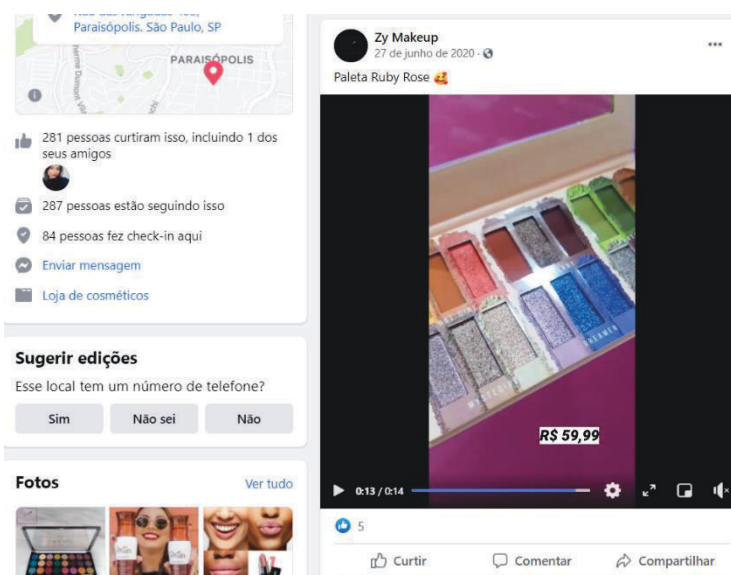 Paraisópolis. São Paulo, SP
PARAISÓPOLIS
281 pessoas curtiram isso, incluindo 1 dos
seus amigos
287 pessoas estão seguindo isso
84 pessoas fez check-in aqui
Enviar mensagem
Loja de cosméticos
Sugerir edições
Esse local tem um número de telefone?
Sim Não sei Não
Fotos Ver tudo
Zy Makeup
27 de junho de 2020 ·
Paleta Ruby Rose 🥰
R$ 59,99
0:13 / 0:14
5
Curtir Comentar Compartilhar